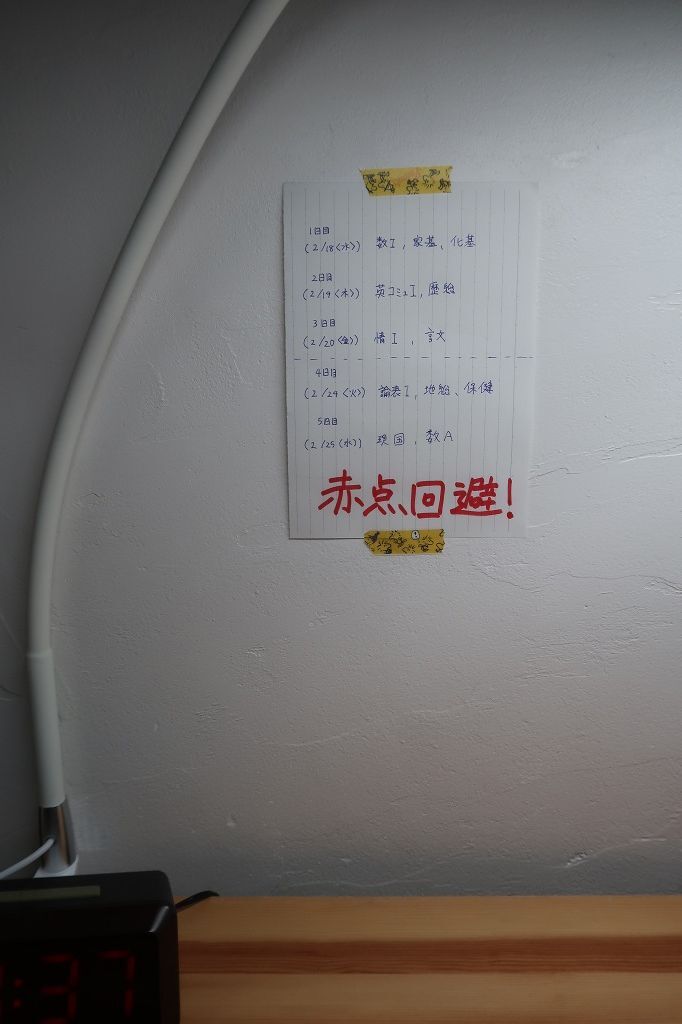 1日目
(2/18〈水〉) 数I, 家基、化基
2日目
(2/19〈木〉) 英コミュI, 歴総
3日目
(2/20〈金〉) 情I, 言文
4日目
(2/24〈火〉) 論表I, 地総、保健
5日目
(2/25〈水〉) 現国, 数A
赤点回避!
:37